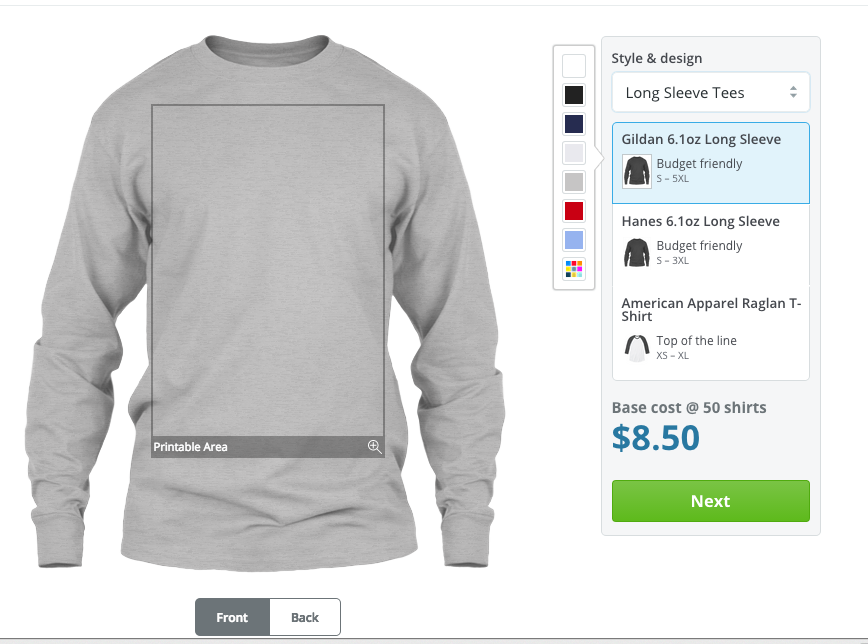 Style & design
Long Sleeve Tees
Gildan 6.1oz Long Sleeve
Budget friendly
S – 5XL
Hanes 6.1oz Long Sleeve
Budget friendly
S – 3XL
American Apparel Raglan T-
Shirt
Top of the line
XS – XL
Base cost @ 50 shirts
$8.50
Next
Printable Area
Front
Back